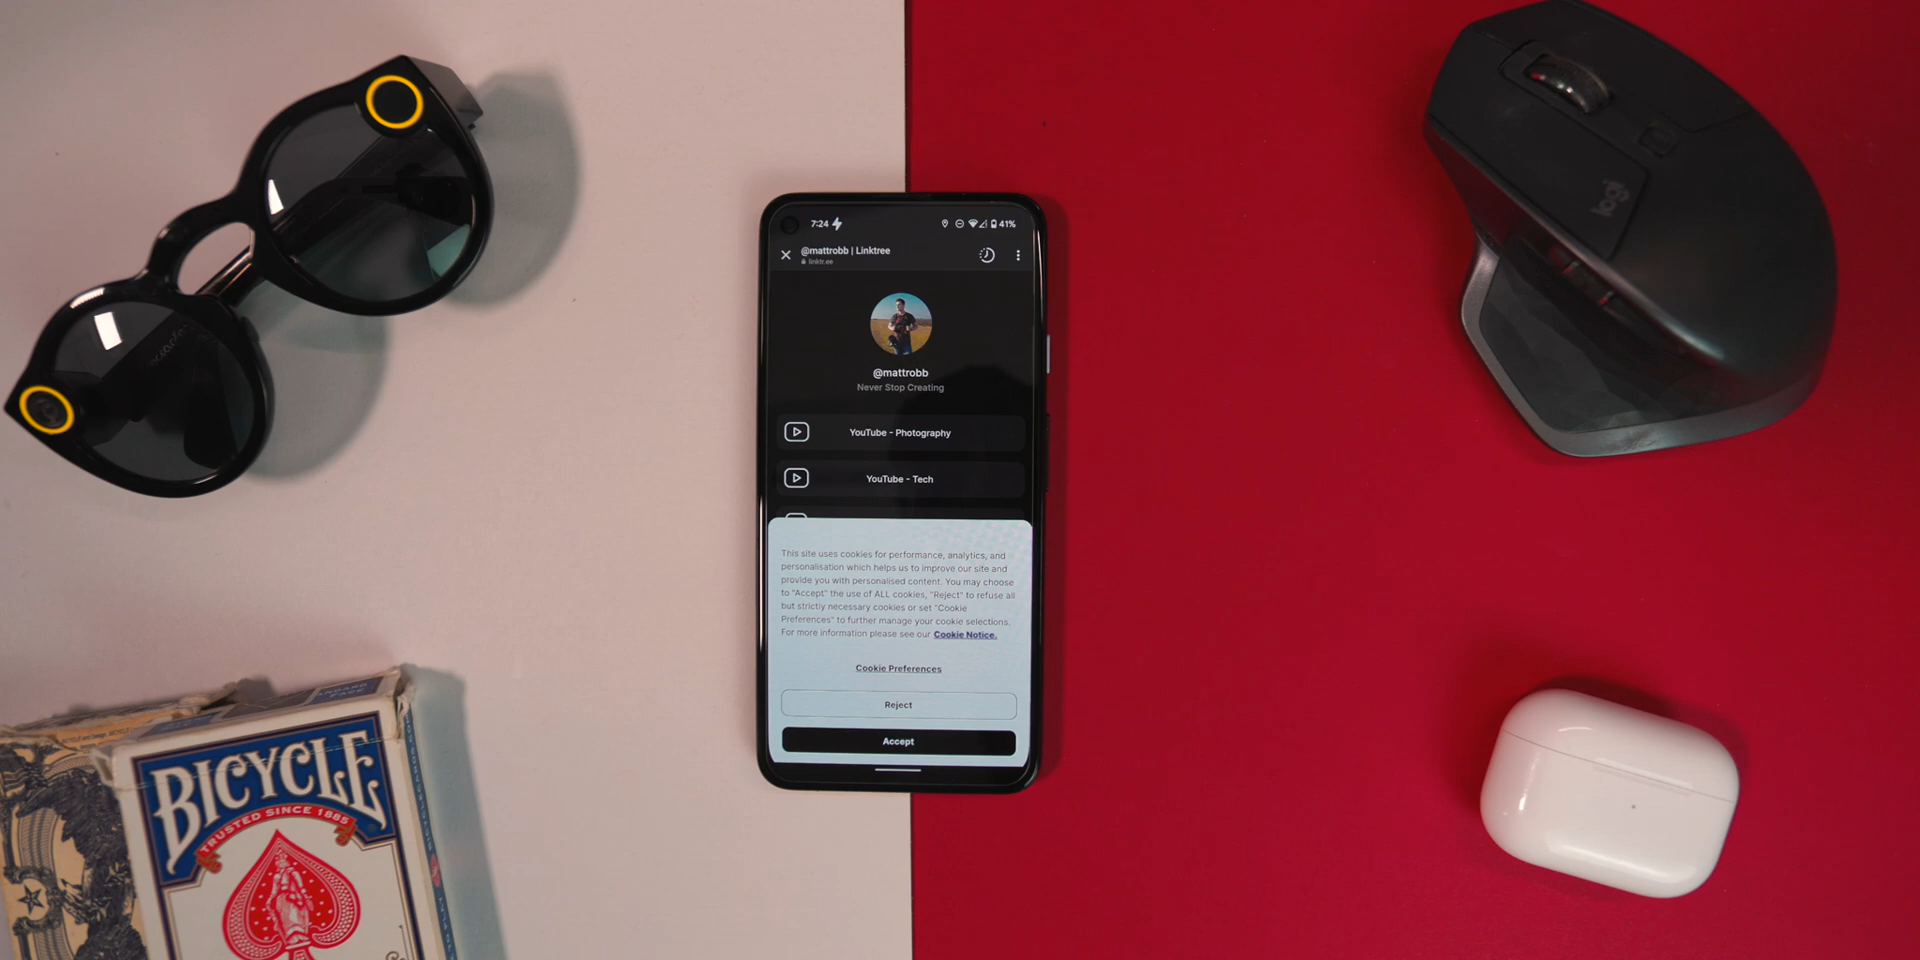 7:24
41%
@mattrobb | Linktree
linktr.ee
@mattrobb
Never Stop Creating
YouTube - Photography
YouTube - Tech
This site uses cookies for performance, analytics, and
personalisation which helps us to improve our site and
provide you with personalised content. You may choose
to "Accept" the use of ALL cookies, "Reject" to refuse all
but strictly necessary cookies or set "Cookie
Preferences" to further manage your cookie selections.
For more information please see our Cookie Notice.
Cookie Preferences
Reject
Accept
logi
STANDARD
FACE
BICYCLE
TRUSTED SINCE 1885